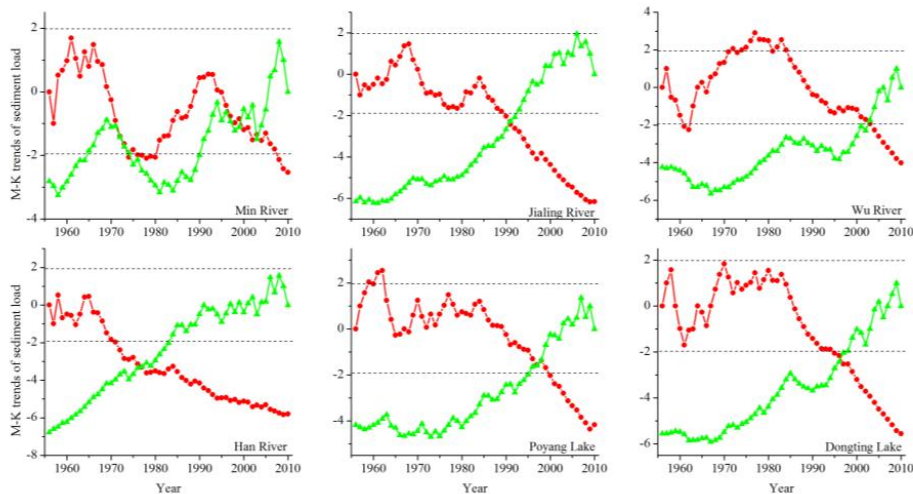 M-K trends of sediment load
2
0
-2
-4
1960 1970 1980 1990 2000 2010
Min River
2
0
-2
-4
-6
1960 1970 1980 1990 2000 2010
Jialing River
4
2
0
-2
-4
-6
1960 1970 1980 1990 2000 2010
Wu River
M-K trends of sediment load
2
0
-2
-4
-6
-8
1960 1970 1980 1990 2000 2010
Han River
Year
4
2
0
-2
-4
1960 1970 1980 1990 2000 2010
Poyang Lake
Year
2
0
-2
-4
-6
1960 1970 1980 1990 2000 2010
Dongting Lake
Year